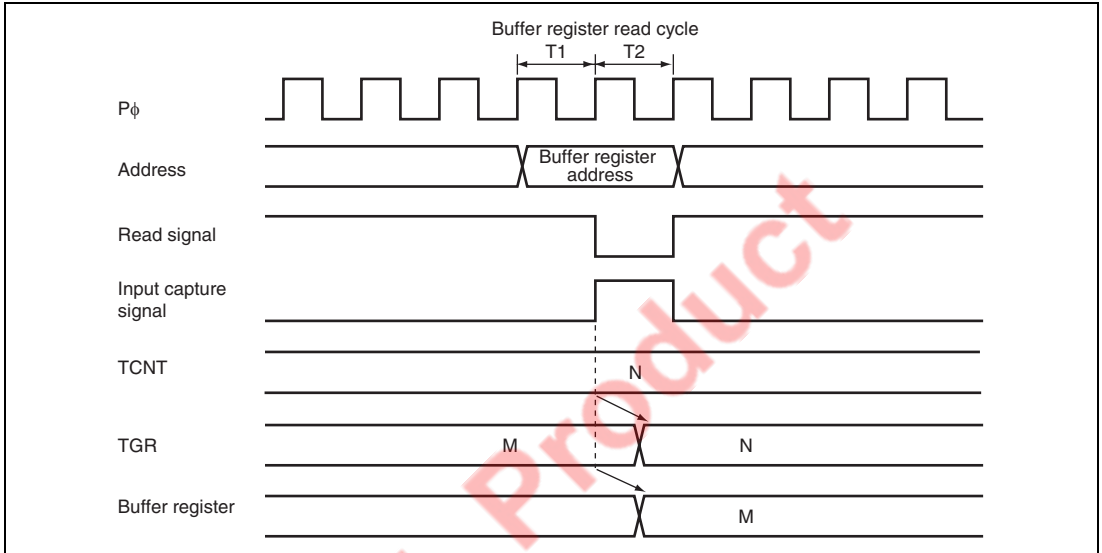 Buffer register read cycle
T1 T2
Pϕ
Address
Buffer register
address
Read signal
Input capture
signal
TCNT
N
TGR
M N
Buffer register
M
Product